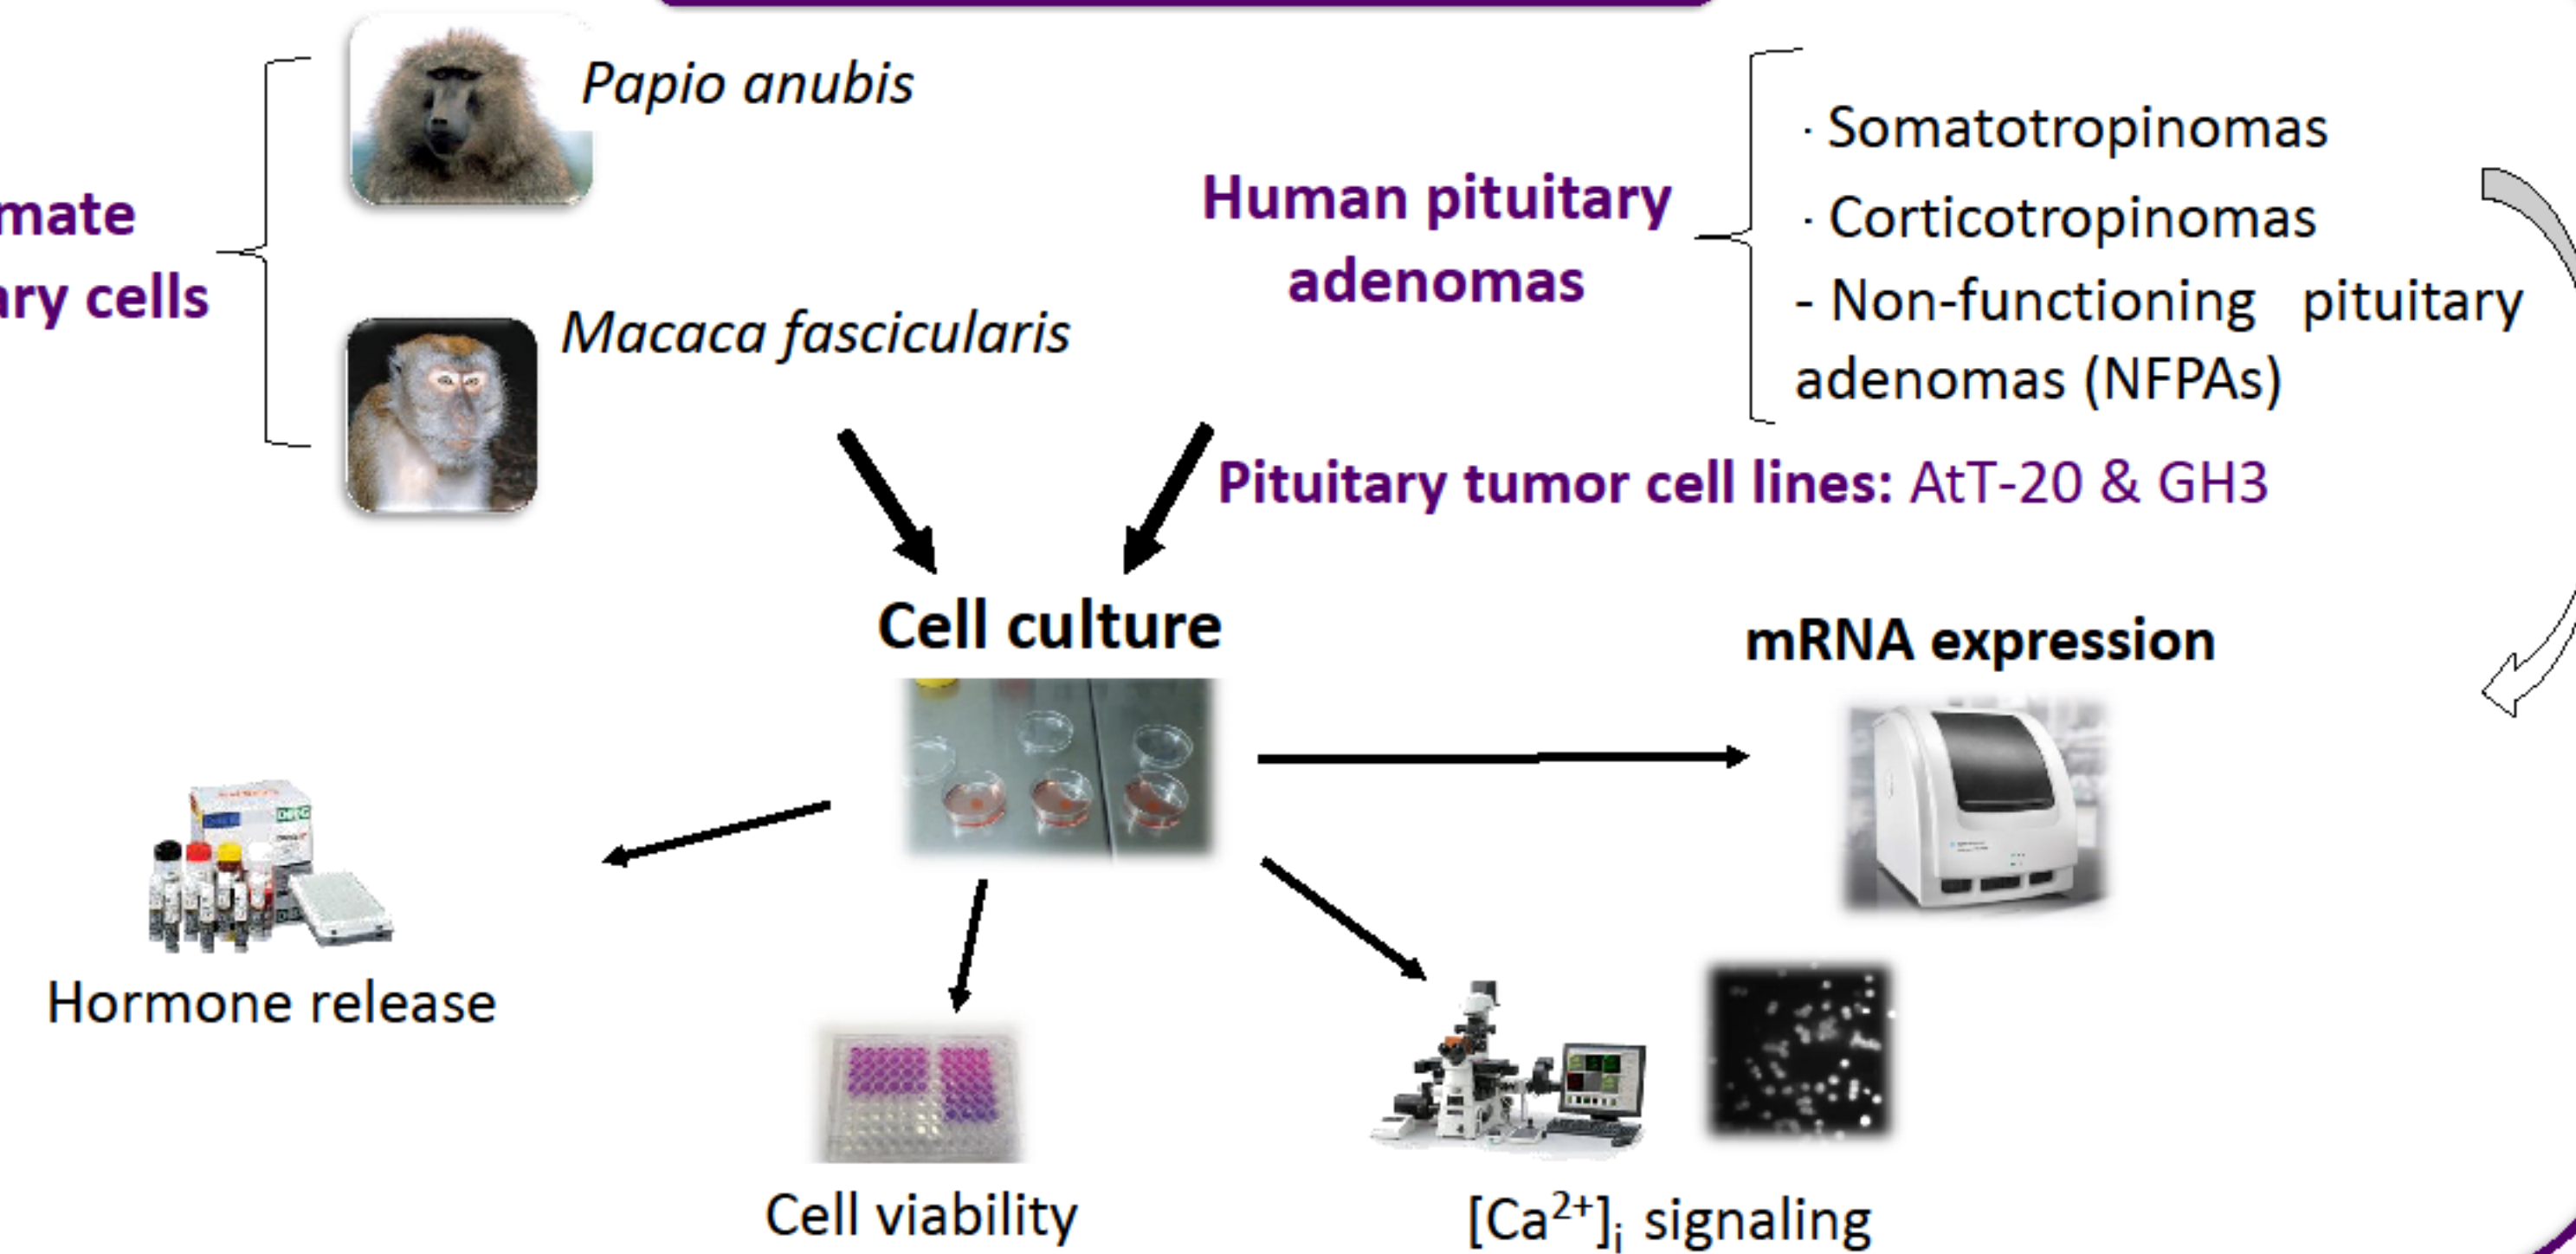 Papio anubis
mate
ary cells
Macaca fascicularis
Human pituitary
adenomas
· Somatotropinomas
· Corticotropinomas
- Non-functioning pituitary
adenomas (NFPAs)
Pituitary tumor cell lines: AtT-20 & GH3
Cell culture
mRNA expression
Hormone release
Cell viability
[Ca²⁺]ᵢ signaling